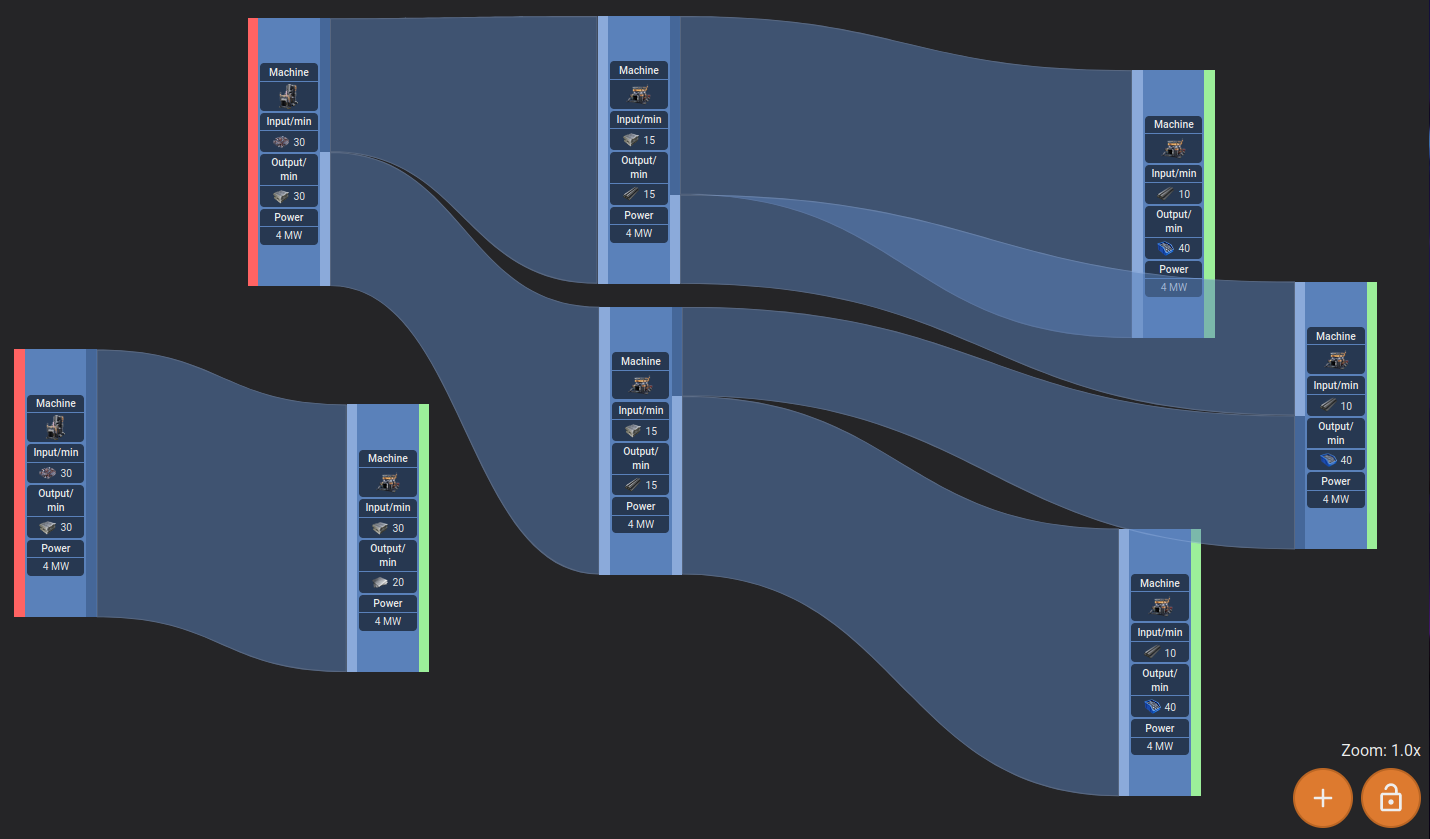 Machine
Input/min
30
Output/
min
30
Power
4 MW
Machine
Input/min
15
Output/
min
15
Power
4 MW
Machine
Input/min
10
Output/
min
40
Power
4 MW
Machine
Input/min
10
Output/
min
40
Power
4 MW
Machine
Input/min
30
Output/
min
30
Power
4 MW
Machine
Input/min
30
Output/
min
20
Power
4 MW
Machine
Input/min
15
Output/
min
15
Power
4 MW
Machine
Input/min
10
Output/
min
40
Power
4 MW
Zoom: 1.0x